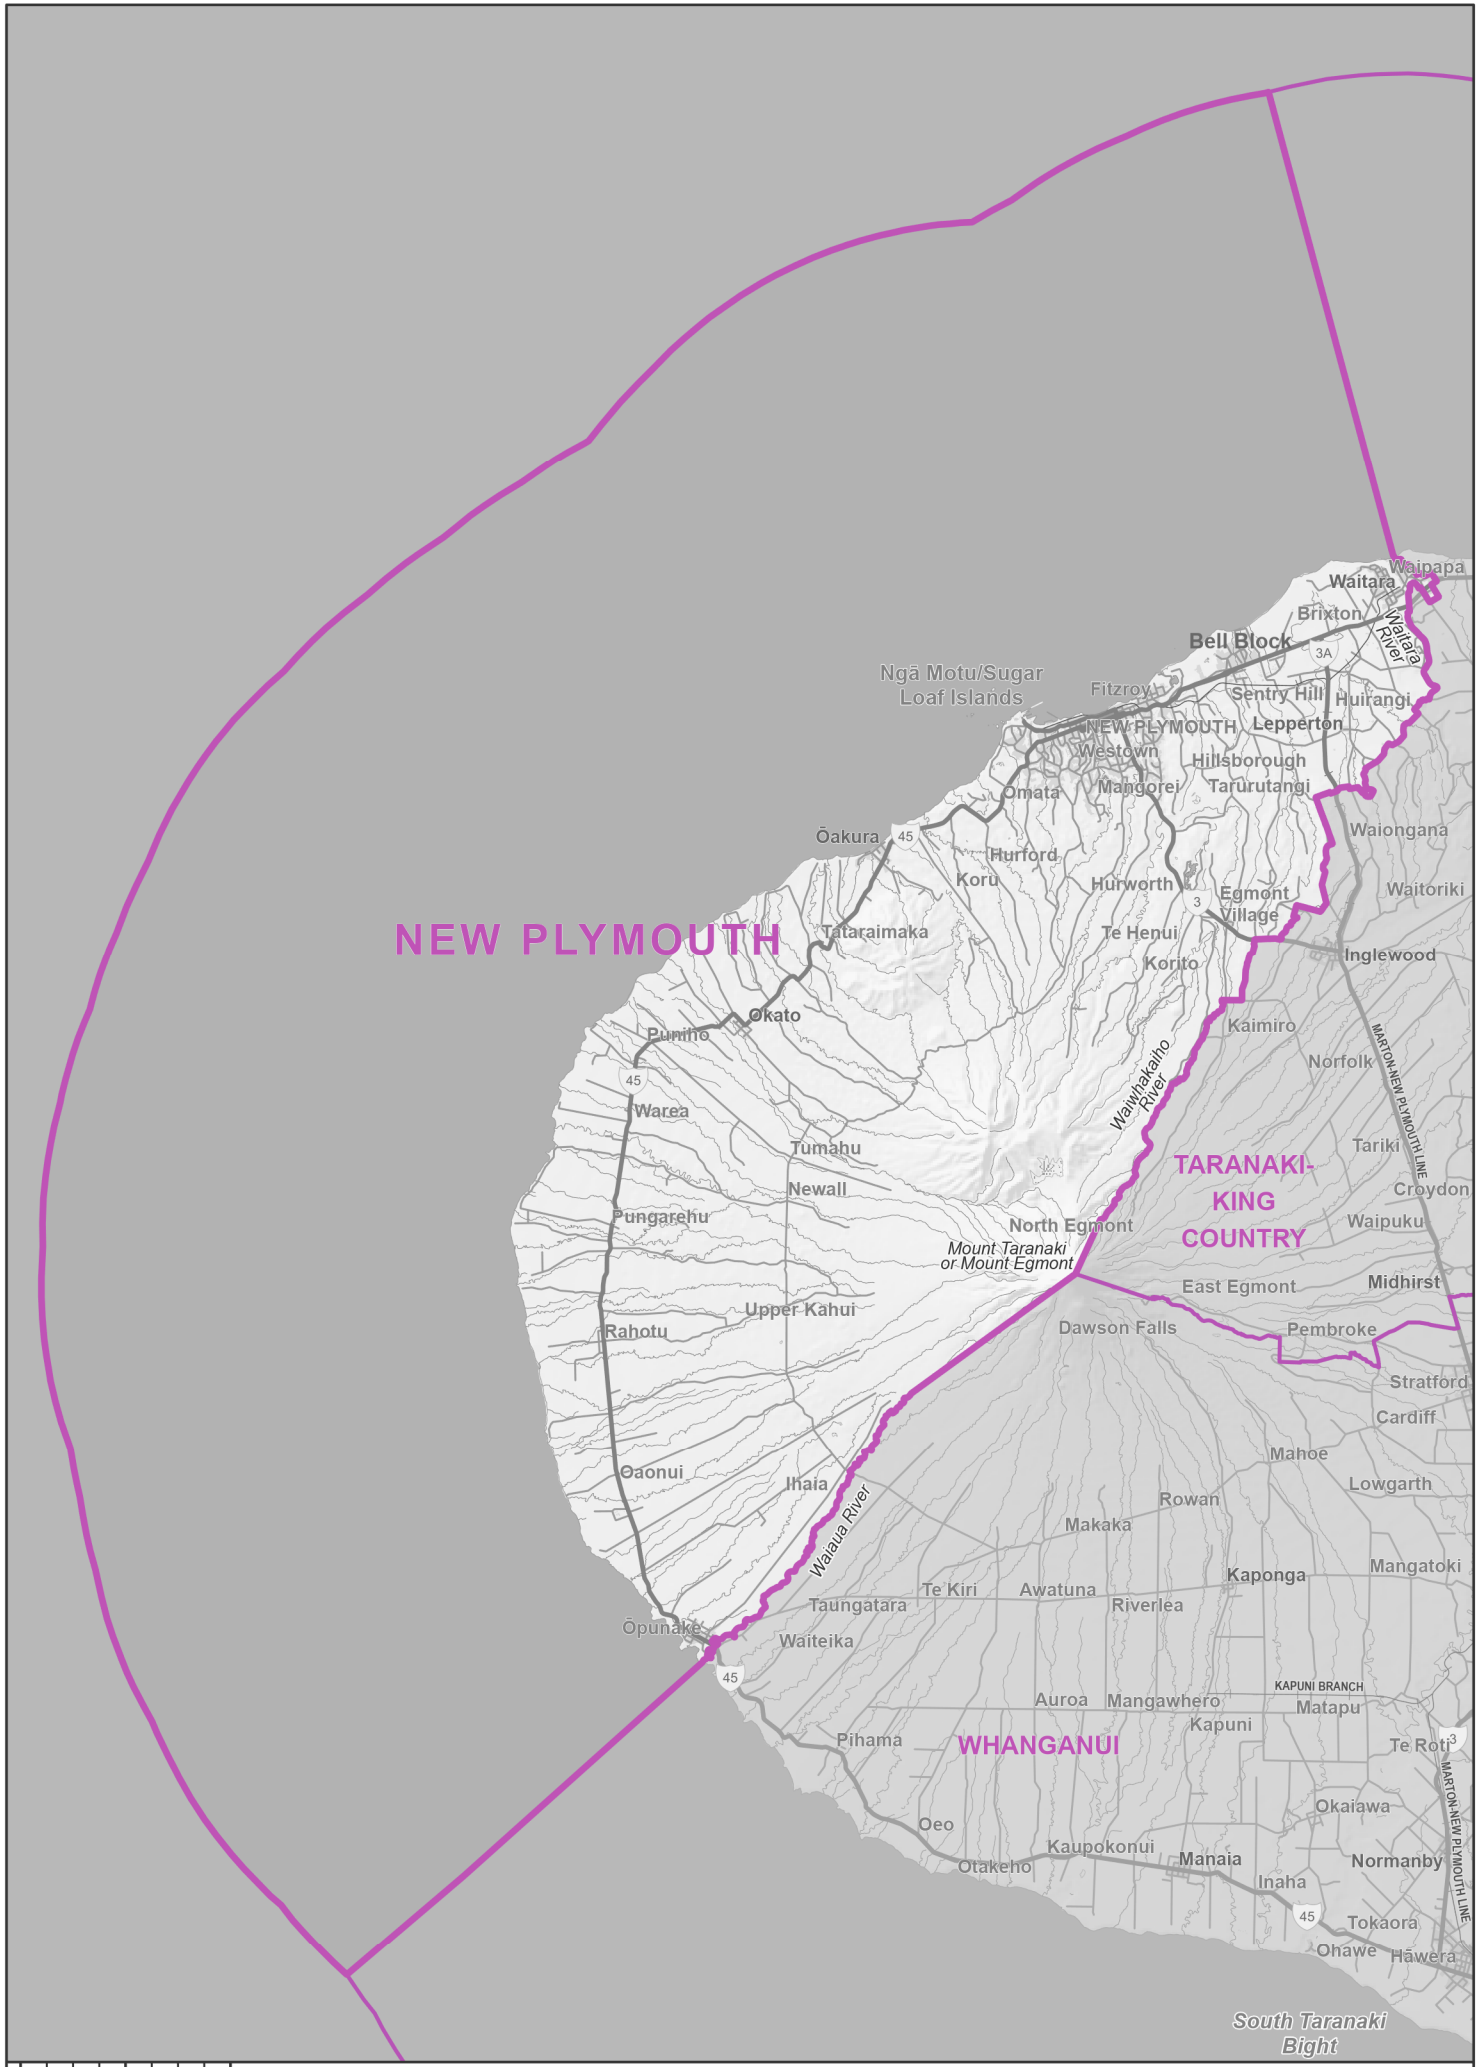 Waipapa
Waitara
Brixton
Waitara
River
Bell Block
3A
Ngā Motu/Sugar
Loaf Islands
Fitzroy
Sentry Hill
Huirangi
NEW PLYMOUTH
Lepperton
Westown
Hillsborough
Omata
Mangorei
Tarurutangi
Ōakura
45
Waiongana
Hurford
Koru
Hurworth
Egmont
Village
Waitoriki
3
NEW PLYMOUTH
Tataraimaka
Te Henui
Korito
Inglewood
Okato
Puniho
Kaimiro
MARTON-NEW PLYMOUTH LINE
Norfolk
45
Waiwhakaiho
River
Warea
Tumahu
Tariki
TARANAKI-
KING
COUNTRY
Newall
Croydon
Pungarehu
North Egmont
Waipuku
Mount Taranaki
or Mount Egmont
East Egmont
Midhirst
Upper Kahui
Rahotu
Dawson Falls
Pembroke
Stratford
Cardiff
Mahoe
Oaonui
Ihaia
Lowgarth
Rowan
Waiaua River
Makaka
Mangatoki
Kaponga
Te Kiri
Awatuna
Taungatara
Riverlea
Ōpunake
Waiteika
45
KAPUNI BRANCH
Auroa
Mangawhero
Matapu
Kapuni
Pihama
WHANGANUI
Te Roti
3
MARTON-NEW PLYMOUTH LINE
Okaiawa
Oeo
Kaupokonui
Otakeho
Manaia
Normanby
Inaha
45
Tokaora
Ohawe
Hāwera
South Taranaki
Bight